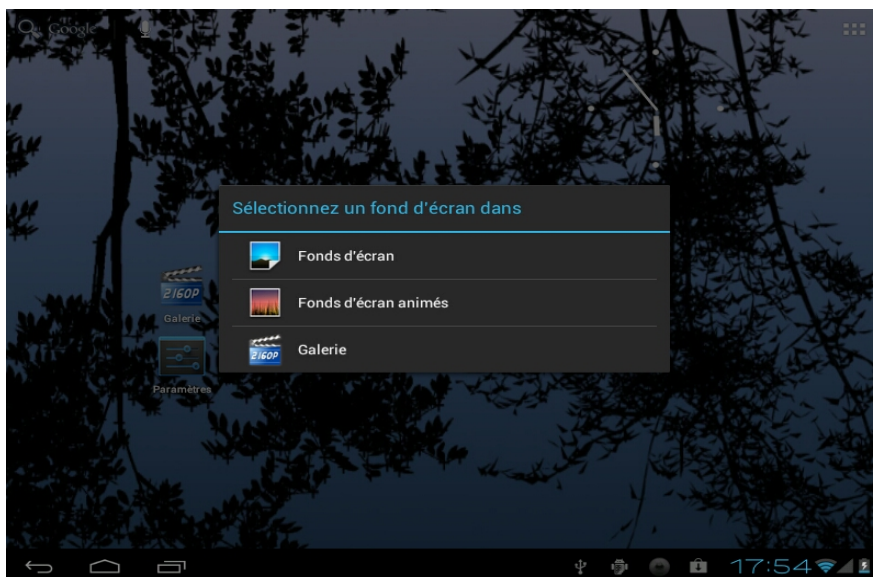 Google
Sélectionnez un fond d'écran dans
Fonds d'écran
Fonds d'écran animés
2160P
Galerie
2160P
Galerie
Paramètres
17:54